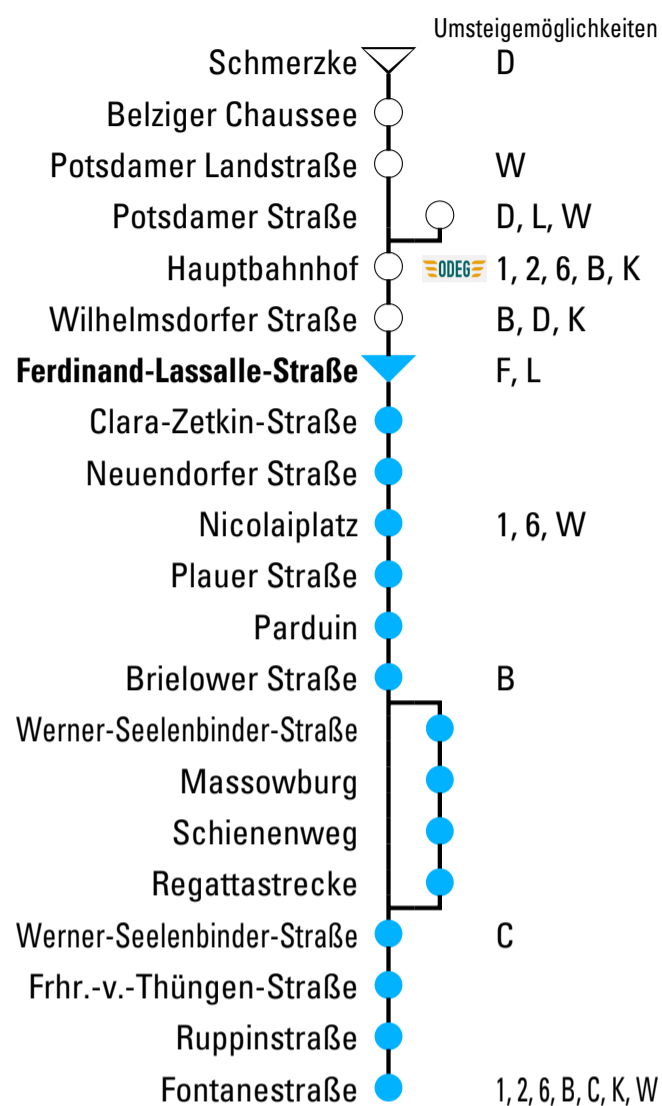 Umsteigemöglichkeiten
Schmerzke D
Belziger Chaussee
Potsdamer Landstraße W
Potsdamer Straße D, L, W
Hauptbahnhof ODEG 1, 2, 6, B, K
Wilhelmsdorfer Straße B, D, K
Ferdinand-Lassalle-Straße F, L
Clara-Zetkin-Straße
Neuendorfer Straße
Nicolaiplatz 1, 6, W
Plauer Straße
Parduin
Brielower Straße B
Werner-Seelenbinder-Straße
Massowburg
Schienenweg
Regattastrecke
Werner-Seelenbinder-Straße C
Frhr.-v.-Thüngen-Straße
Ruppinstraße
Fontanestraße 1, 2, 6, B, C, K, W